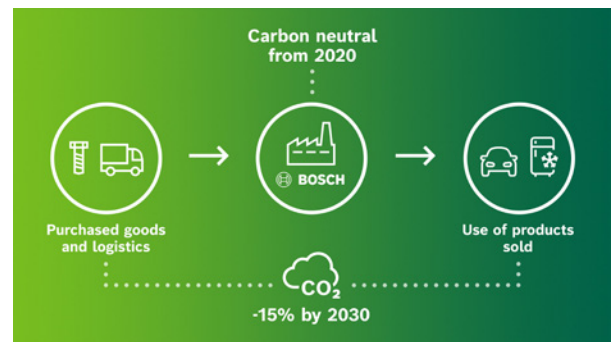 Carbon neutral
from 2020
BOSCH
Purchased goods
and logistics
Use of products
sold
CO₂
-15% by 2030